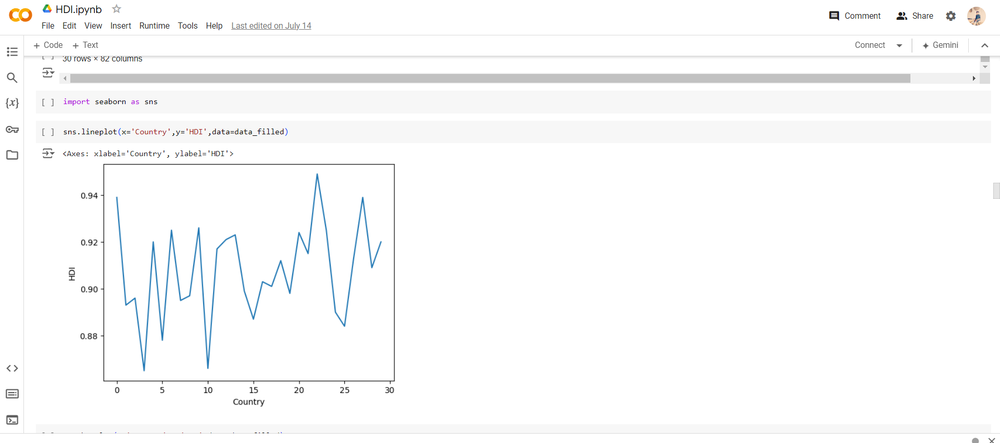 HDI.ipynb
File Edit View Insert Runtime Tools Help Last edited on July 14
Comment Share
+ Code + Text
Connect Gemini
[ ] 30 rows × 82 columns
{x}
[ ] import seaborn as sns
[ ] sns.lineplot(x='Country',y='HDI',data=data_filled)
<Axes: xlabel='Country', ylabel='HDI'>
0.94
0.92
0.90
0.88
HDI
0 5 10 15 20 25 30
Country